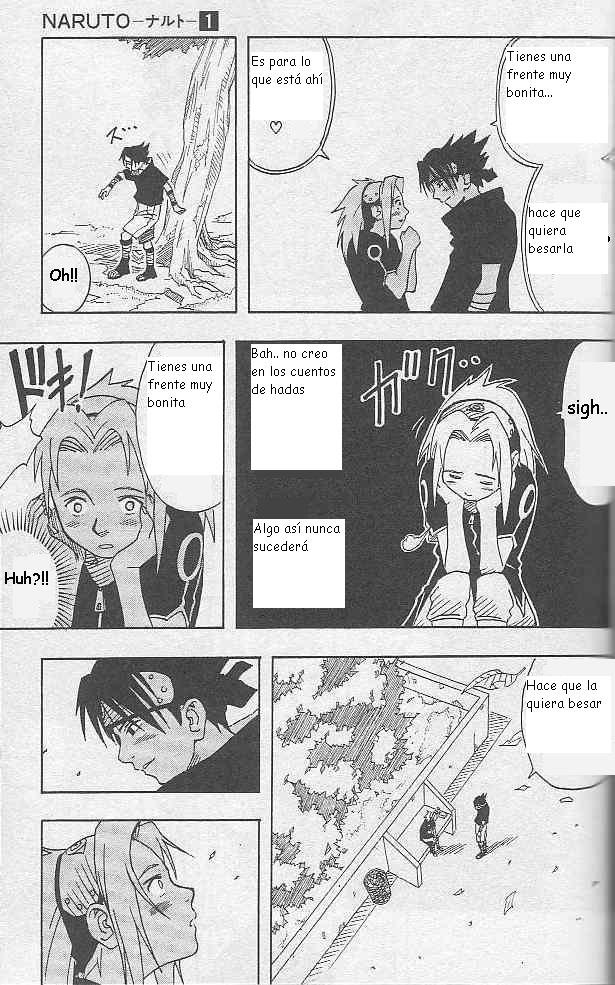 NARUTO—ナルト—1
Tienes una
frente muy
bonita...
hace que
quiera
besarla
Es para lo
que está ahí
♡
ズ...
Oh!!
sigh..
ガク...
Bah.. no creo
en los cuentos
de hadas
Algo así nunca
sucederá
Tienes una
frente muy
bonita
ドキ!
Huh?!!
Hace que la
quiera besar